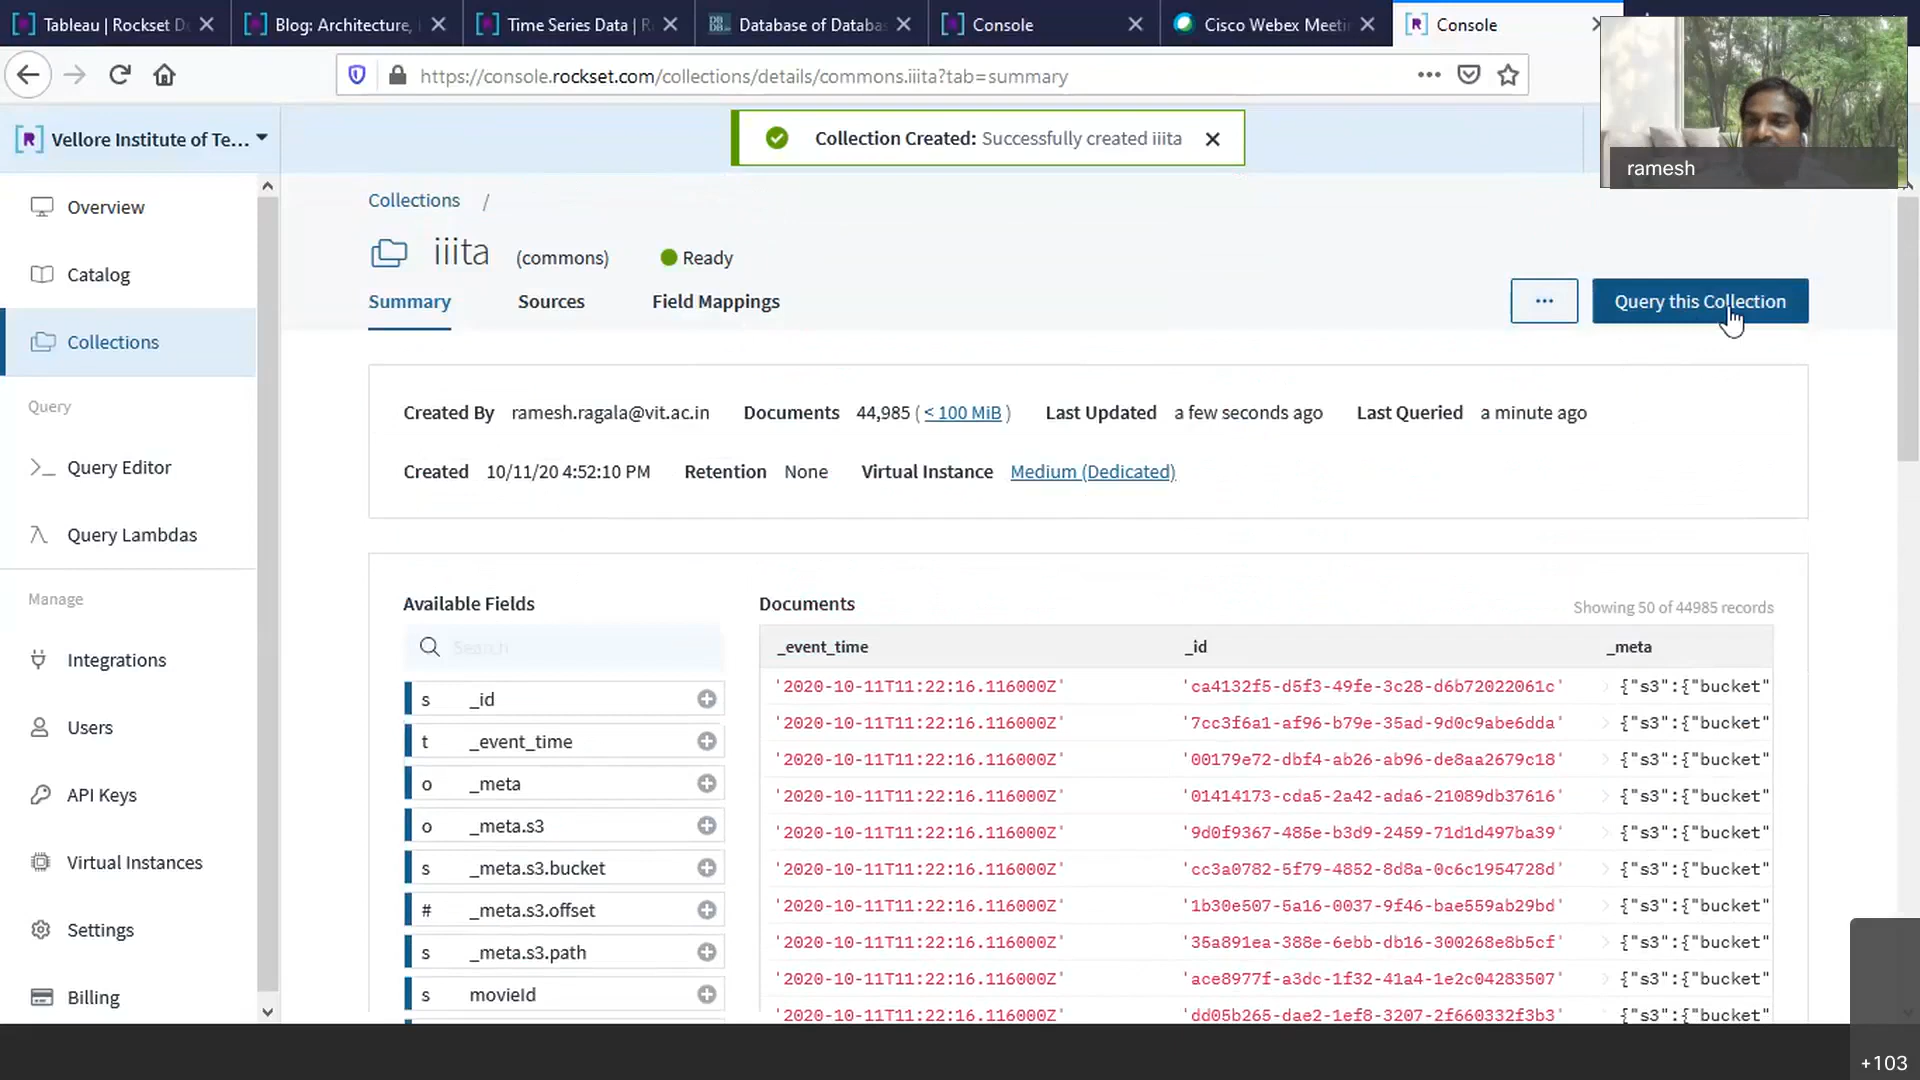 Tableau | Rockset D
Blog: Architecture,
Time Series Data | R
Database of Databas
Console
Cisco Webex Meeti
Console
https://console.rockset.com/collections/details/commons.iiita?tab=summary
Vellore Institute of Te...
Collection Created: Successfully created iiita
ramesh
Overview
Catalog
Collections
Query
Query Editor
Query Lambdas
Manage
Integrations
Users
API Keys
Virtual Instances
Settings
Billing
Collections /
iiita (commons) Ready
Summary Sources Field Mappings
... Query this Collection
Created By ramesh.ragala@vit.ac.in Documents 44,985 ( < 100 MiB ) Last Updated a few seconds ago Last Queried a minute ago
Created 10/11/20 4:52:10 PM Retention None Virtual Instance Medium (Dedicated)
Available Fields
Search
s _id
t _event_time
o _meta
o _meta.s3
s _meta.s3.bucket
# _meta.s3.offset
s _meta.s3.path
s movieId
Documents
Showing 50 of 44985 records
_event_time _id _meta
'2020-10-11T11:22:16.116000Z' 'ca4132f5-d5f3-49fe-3c28-d6b72022061c' {"s3":{"bucket"
'2020-10-11T11:22:16.116000Z' '7cc3f6a1-af96-b79e-35ad-9d0c9abe6dda' {"s3":{"bucket"
'2020-10-11T11:22:16.116000Z' '00179e72-dbf4-ab26-ab96-de8aa2679c18' {"s3":{"bucket"
'2020-10-11T11:22:16.116000Z' '01414173-cda5-2a42-ada6-21089db37616' {"s3":{"bucket"
'2020-10-11T11:22:16.116000Z' '9d0f9367-485e-b3d9-2459-71d1d497ba39' {"s3":{"bucket"
'2020-10-11T11:22:16.116000Z' 'cc3a0782-5f79-4852-8d8a-0c6c1954728d' {"s3":{"bucket"
'2020-10-11T11:22:16.116000Z' '1b30e507-5a16-0037-9f46-bae559ab29bd' {"s3":{"bucket"
'2020-10-11T11:22:16.116000Z' '35a891ea-388e-6ebb-db16-300268e8b5cf' {"s3":{"bucket"
'2020-10-11T11:22:16.116000Z' 'ace8977f-a3dc-1f32-41a4-1e2c04283507' {"s3":{"bucket"
'2020-10-11T11:22:16.116000Z' 'dd05b265-dae2-1ef8-3207-2f660332f3b3' {"s3":{"bucket"
+103